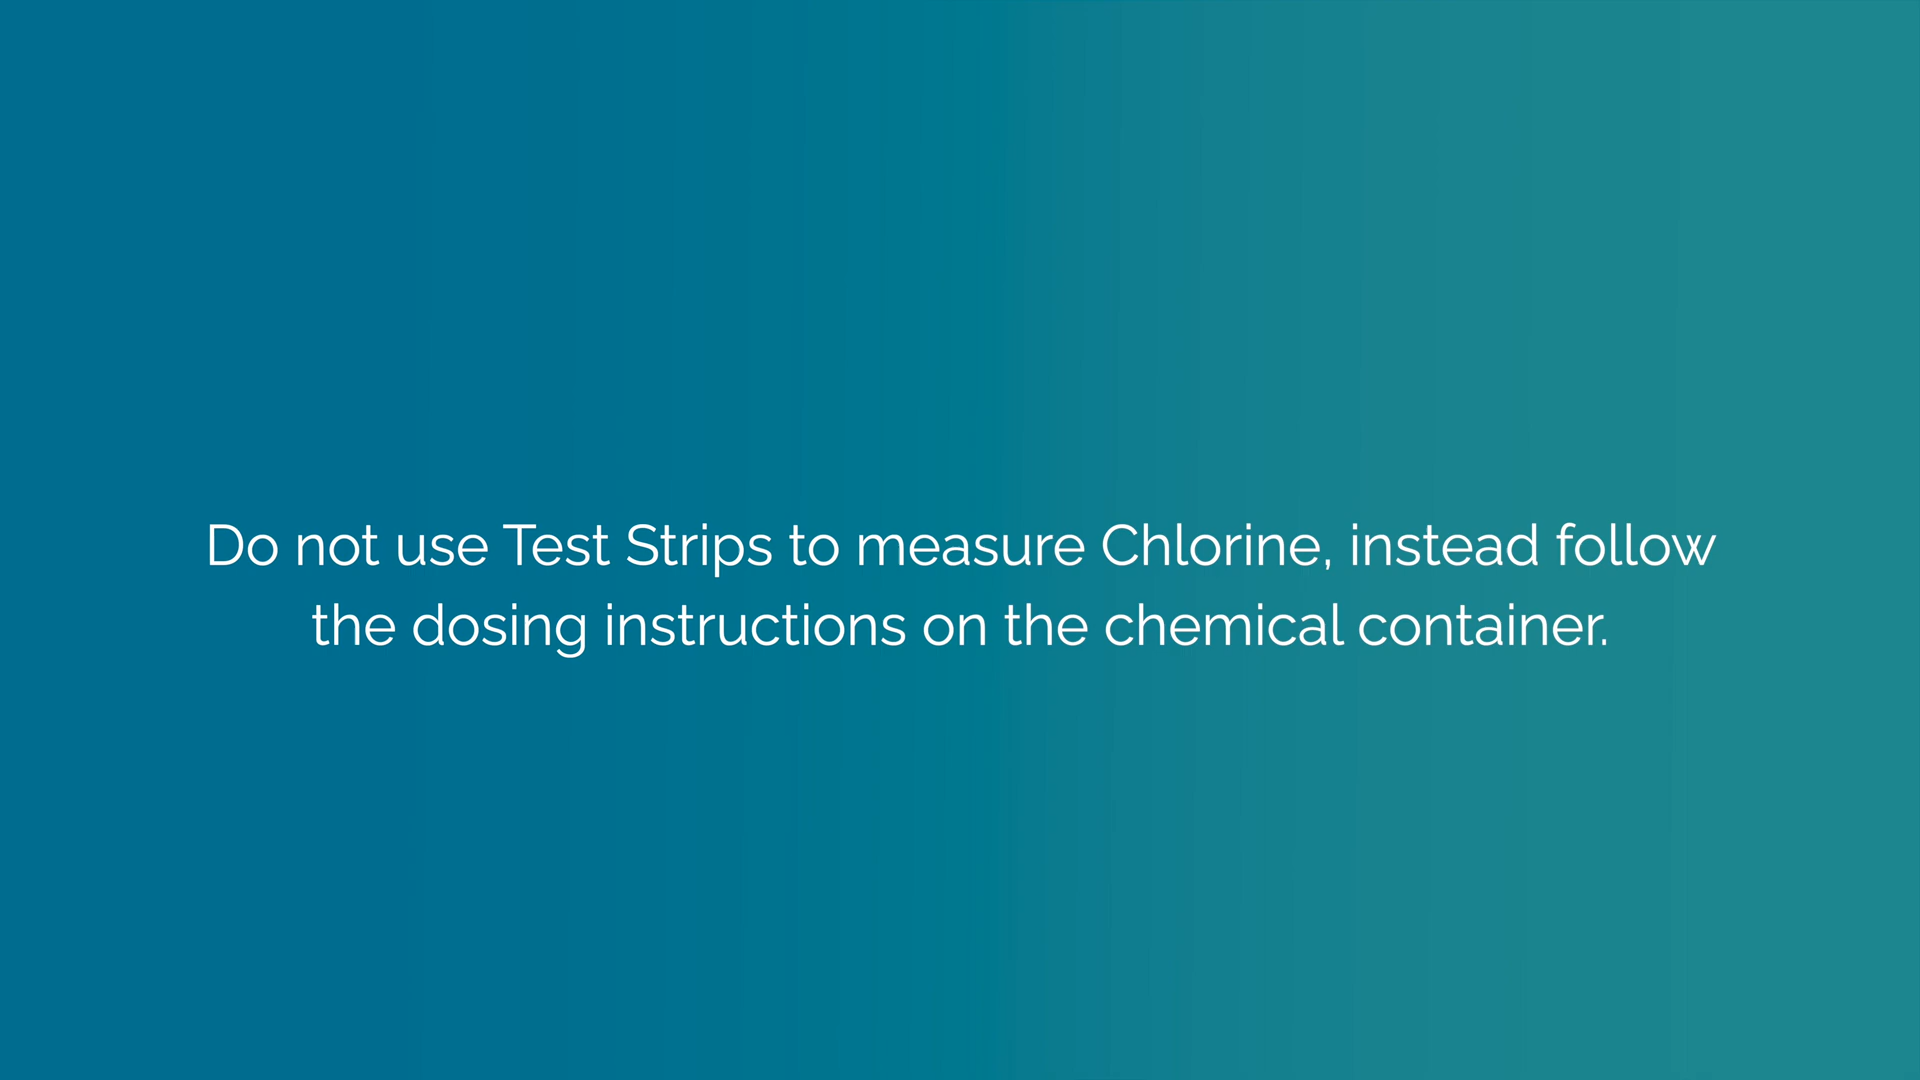 Do not use Test Strips to measure Chlorine, instead follow
the dosing instructions on the chemical container.